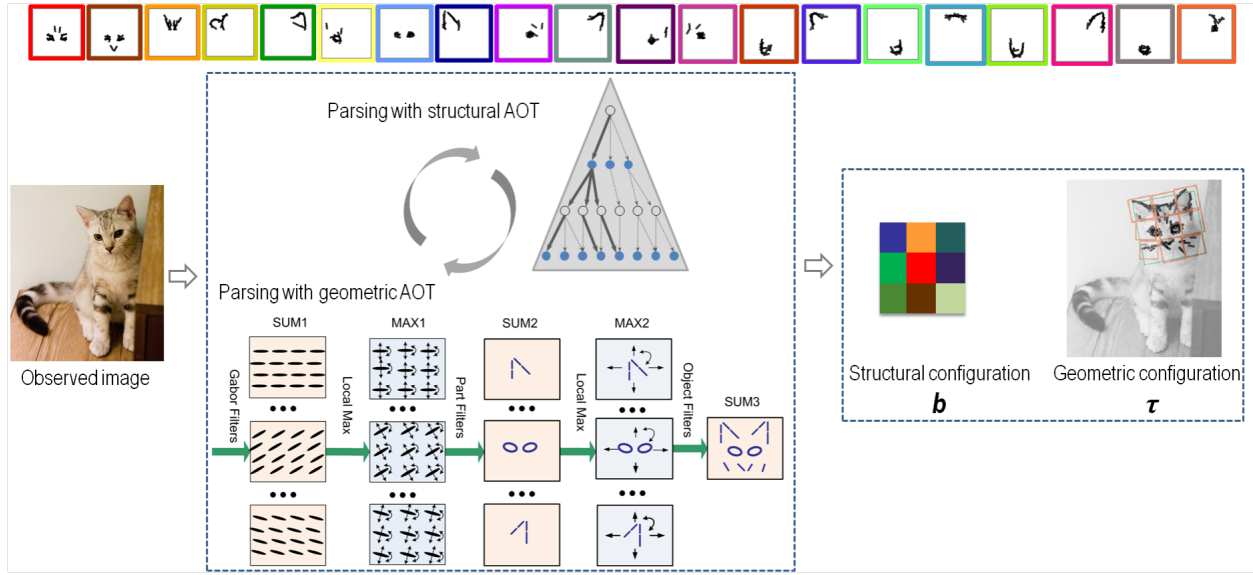 Parsing with structural AOT
Parsing with geometric AOT
Observed image
SUM1
MAX1
SUM2
MAX2
SUM3
Gabor Filters
Local Max
Part Filters
Local Max
Object Filters
Structural configuration
b
Geometric configuration
τ